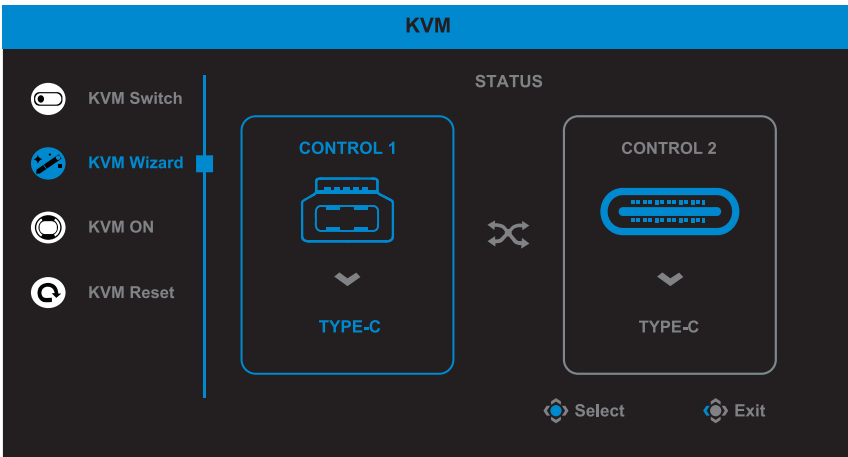 KVM
STATUS
KVM Switch
KVM Wizard
KVM ON
KVM Reset
CONTROL 1
TYPE-C
CONTROL 2
TYPE-C
Select
Exit